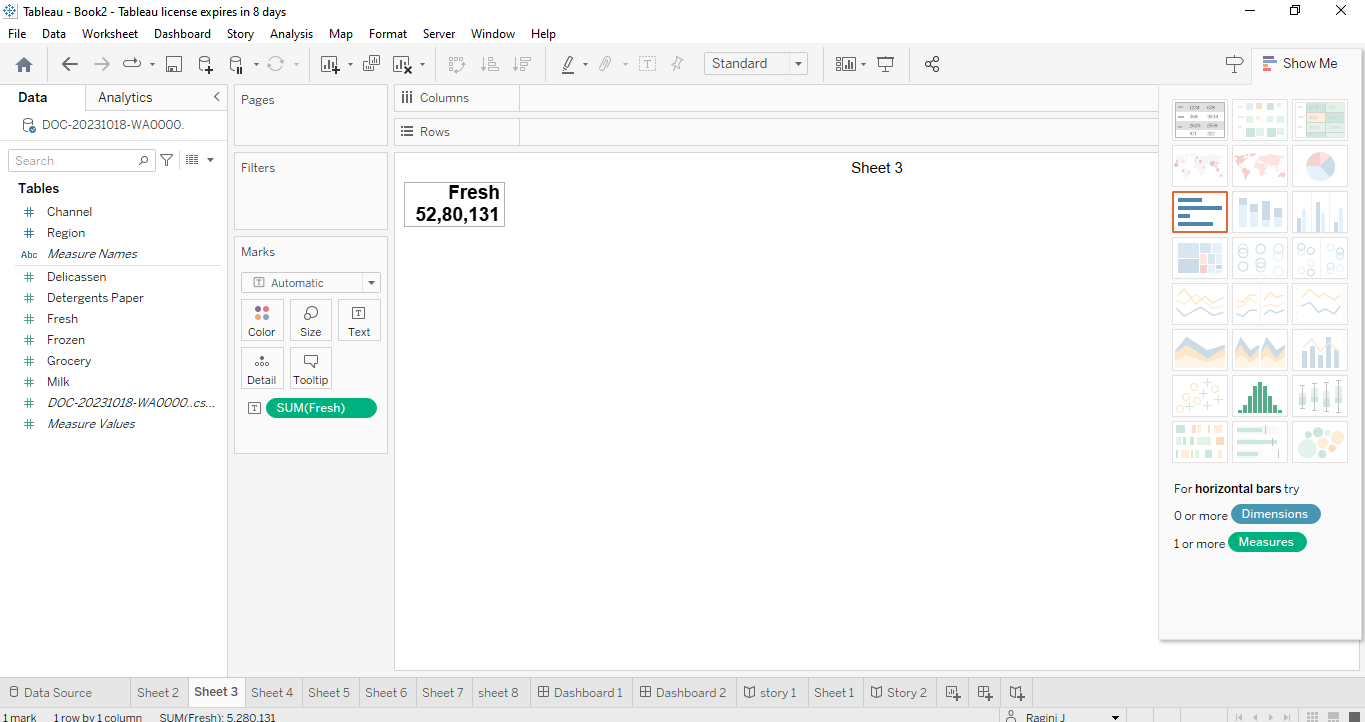 Tableau - Book2 - Tableau license expires in 8 days
File Data Worksheet Dashboard Story Analysis Map Format Server Window Help
Standard
Show Me
Data Analytics
DOC-20231018-WA0000.
Search
Tables
Channel
Region
Abc Measure Names
Delicassen
Detergents Paper
Fresh
Frozen
Grocery
Milk
DOC-20231018-WA0000..cs...
Measure Values
Pages
Filters
Marks
Automatic
Color Size Text
Detail Tooltip
SUM(Fresh)
Columns
Rows
Sheet 3
Fresh
52,80,131
For horizontal bars try
0 or more Dimensions
1 or more Measures
Data Source Sheet 2 Sheet 3 Sheet 4 Sheet 5 Sheet 6 Sheet 7 sheet 8 Dashboard 1 Dashboard 2 story 1 Sheet 1 Story 2
1 mark 1 row by 1 column SUM(Fresh): 5,280,131 Ragini J